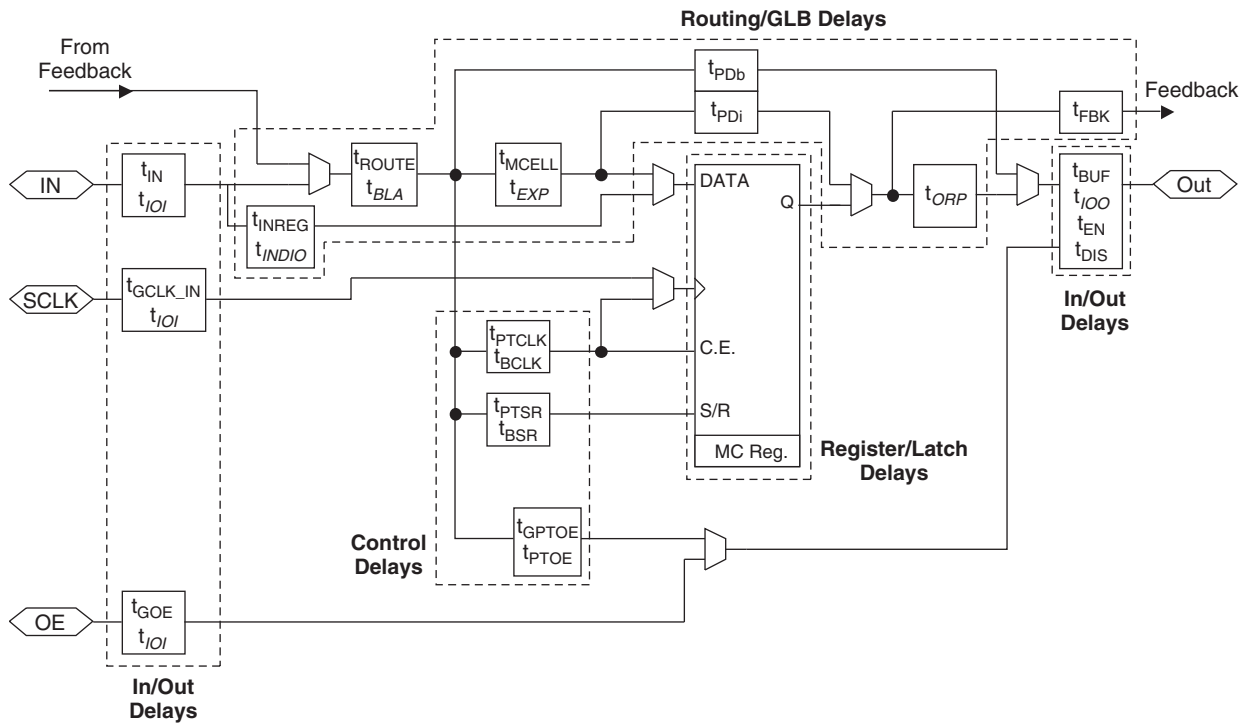 Routing/GLB Delays
From
Feedback
tPDb
tPDi
tFBK
Feedback
IN
tIN
tIOI
tROUTE
tBLA
tMCELL
tEXP
tINREG
tINDIO
DATA
Q
tORP
tBUF
tIOO
tEN
tDIS
Out
In/Out
Delays
SCLK
tGCLK_IN
tIOI
tPTCLK
tBCLK
C.E.
tPTSR
tBSR
S/R
MC Reg.
Register/Latch
Delays
Control
Delays
tGPTOE
tPTOE
OE
tGOE
tIOI
In/Out
Delays